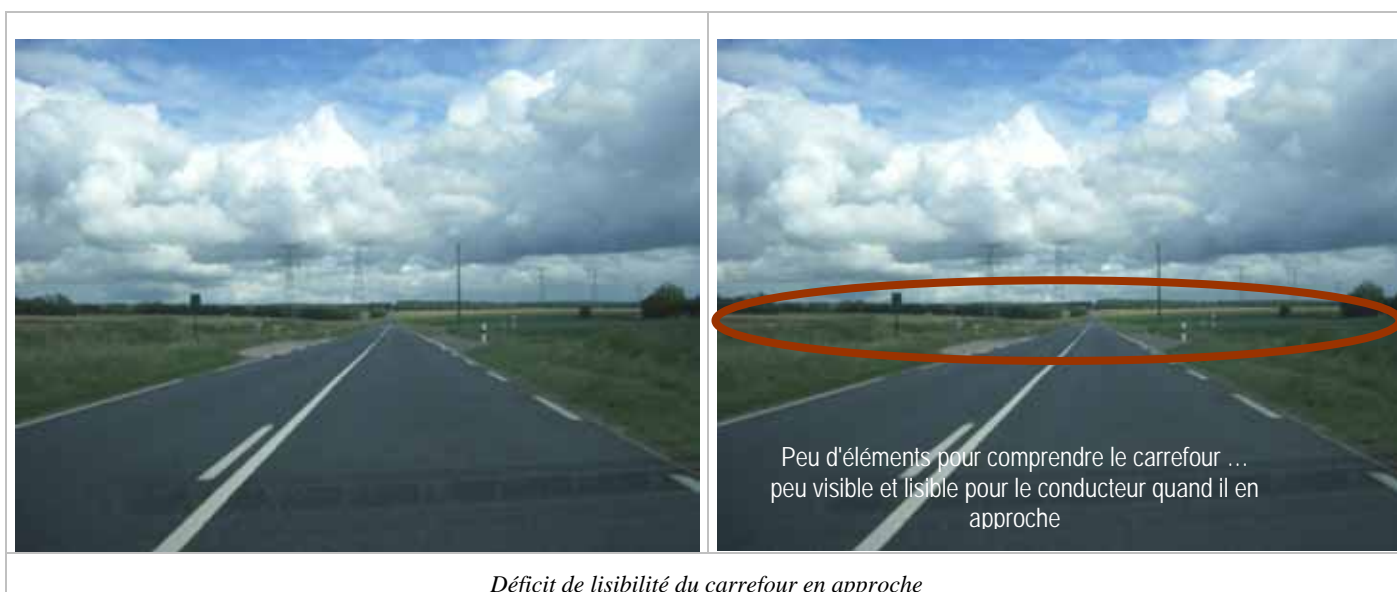 Peu d'éléments pour comprendre le carrefour …
peu visible et lisible pour le conducteur quand il en
approche
Déficit de lisibilité du carrefour en approche